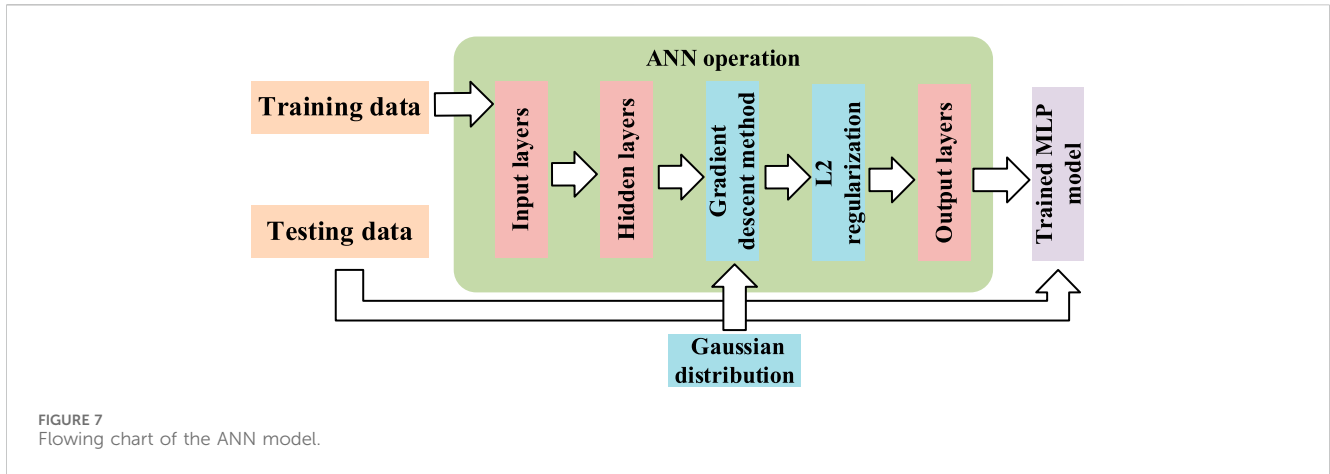 ANN operation
Training data
Testing data
Input layers
Hidden layers
Gradient
descent method
L2
regularization
Output layers
Trained MLP
model
Gaussian
distribution
FIGURE 7
Flowing chart of the ANN model.